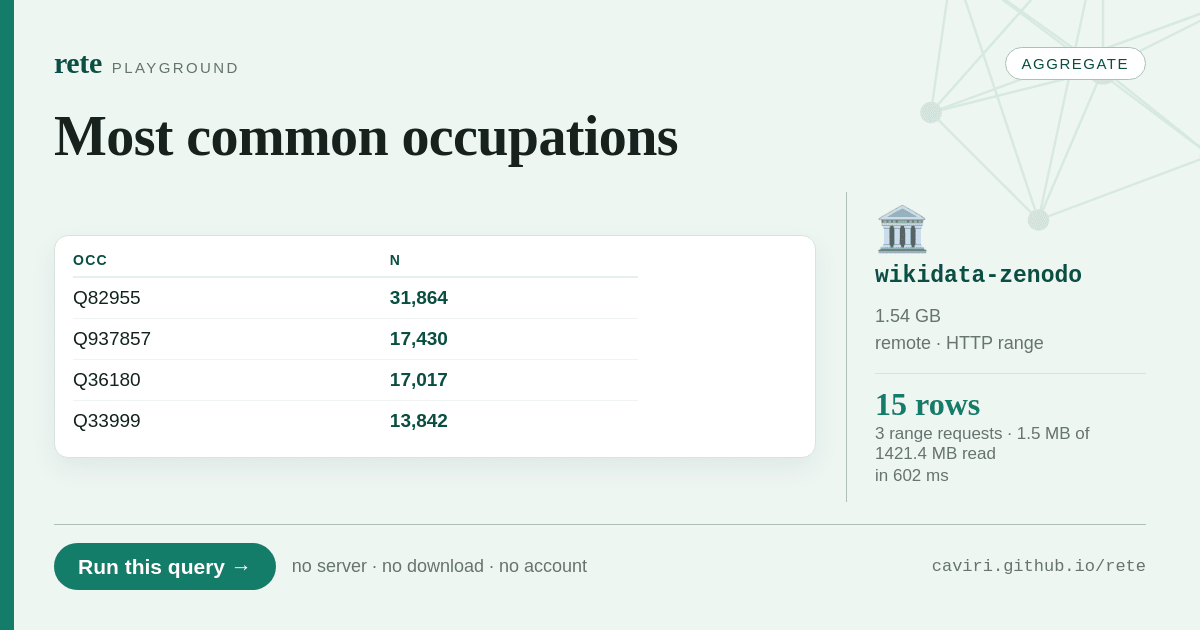 rete PLAYGROUND
AGGREGATE
Most common occupations
OCC N
Q82955 31,864
Q937857 17,430
Q36180 17,017
Q33999 13,842
wikidata-zenodo
1.54 GB
remote · HTTP range
15 rows
3 range requests · 1.5 MB of
1421.4 MB read
in 602 ms
Run this query →
no server · no download · no account
caviri.github.io/rete